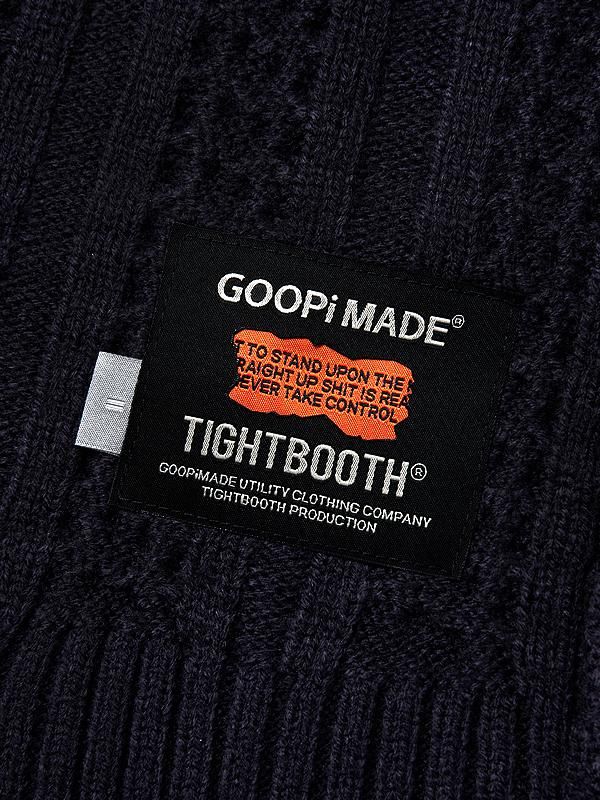 GOOPi MADE®
T TO STAND UPON THE
RAIGHT UP SHIT IS REA
EVER TAKE CONTROL
TIGHTBOOTH®
GOOPiMADE UTILITY CLOTHING COMPANY
TIGHTBOOTH PRODUCTION